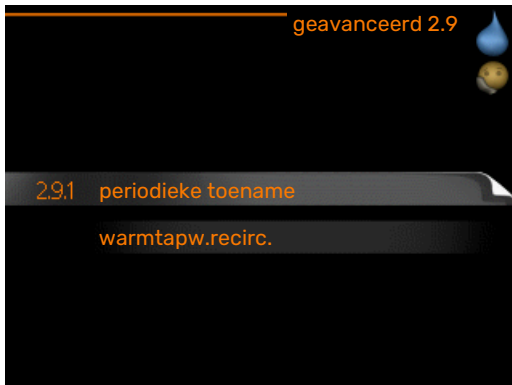 geavanceerd 2.9
2.9.1 periodieke toename
warmtapw.recirc.